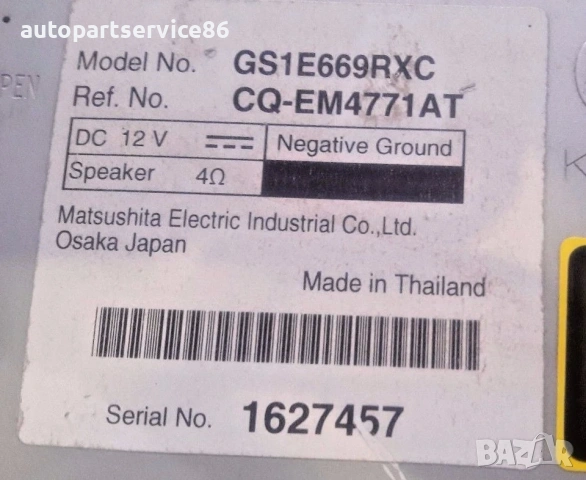 autopartservice86
Model No. GS1E669RXC
Ref. No. CQ-EM4771AT
DC 12 V Negative Ground
Speaker 4Ω
Matsushita Electric Industrial Co.,Ltd.
Osaka Japan
Made in Thailand
Serial No. 1627457
BAZAR